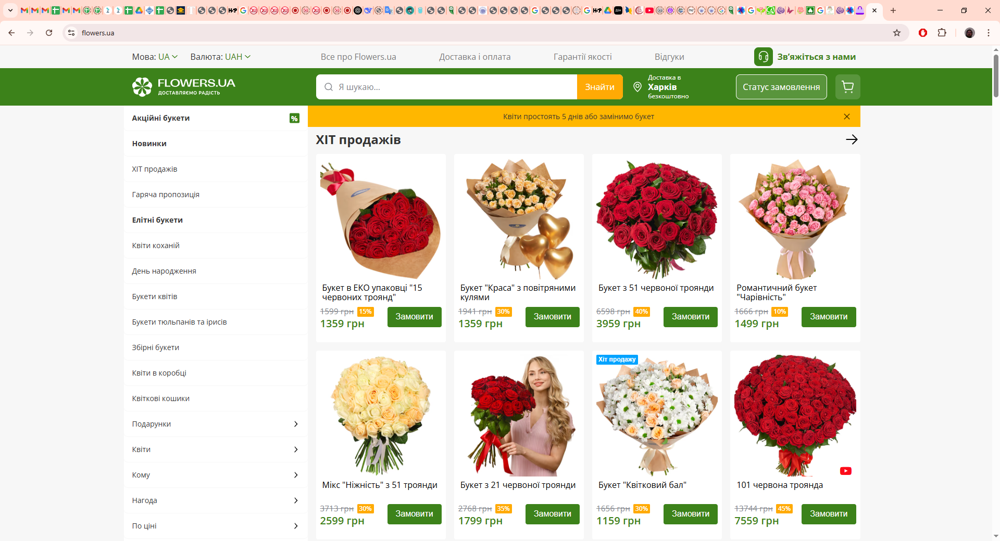 flowers.ua
Мова: UA
Валюта: UAH
Все про Flowers.ua
Доставка і оплата
Гарантії якості
Відгуки
Зв’яжіться з нами
FLOWERS.UA
ДОСТАВЛЯЄМО РАДІСТЬ
Я шукаю...
Знайти
Доставка в
Харків
безкоштовно
Статус замовлення
Акційні букети
%
Новинки
ХІТ продажів
Гаряча пропозиція
Елітні букети
Квіти коханій
День народження
Букети квітів
Букети тюльпанів та ірисів
Збірні букети
Квіти в коробці
Квіткові кошики
Подарунки
Квіти
Кому
Нагода
По ціні
Квіти простоять 5 днів або замінимо букет
ХІТ продажів
Букет в ЕКО упаковці "15
червоних троянд"
1599 грн 15%
1359 грн
Замовити
Букет "Краса" з повітряними
кулями
1941 грн 30%
1359 грн
Замовити
Букет з 51 червоної троянди
6598 грн 40%
3959 грн
Замовити
Романтичний букет
"Чарівність"
1666 грн 10%
1499 грн
Замовити
Мікс "Ніжність" з 51 троянди
3713 грн 30%
2599 грн
Замовити
Букет з 21 червоної троянди
2768 грн 35%
1799 грн
Замовити
Хіт продажу
Букет "Квітковий бал"
1656 грн 30%
1159 грн
Замовити
101 червона троянда
13744 грн 45%
7559 грн
Замовити